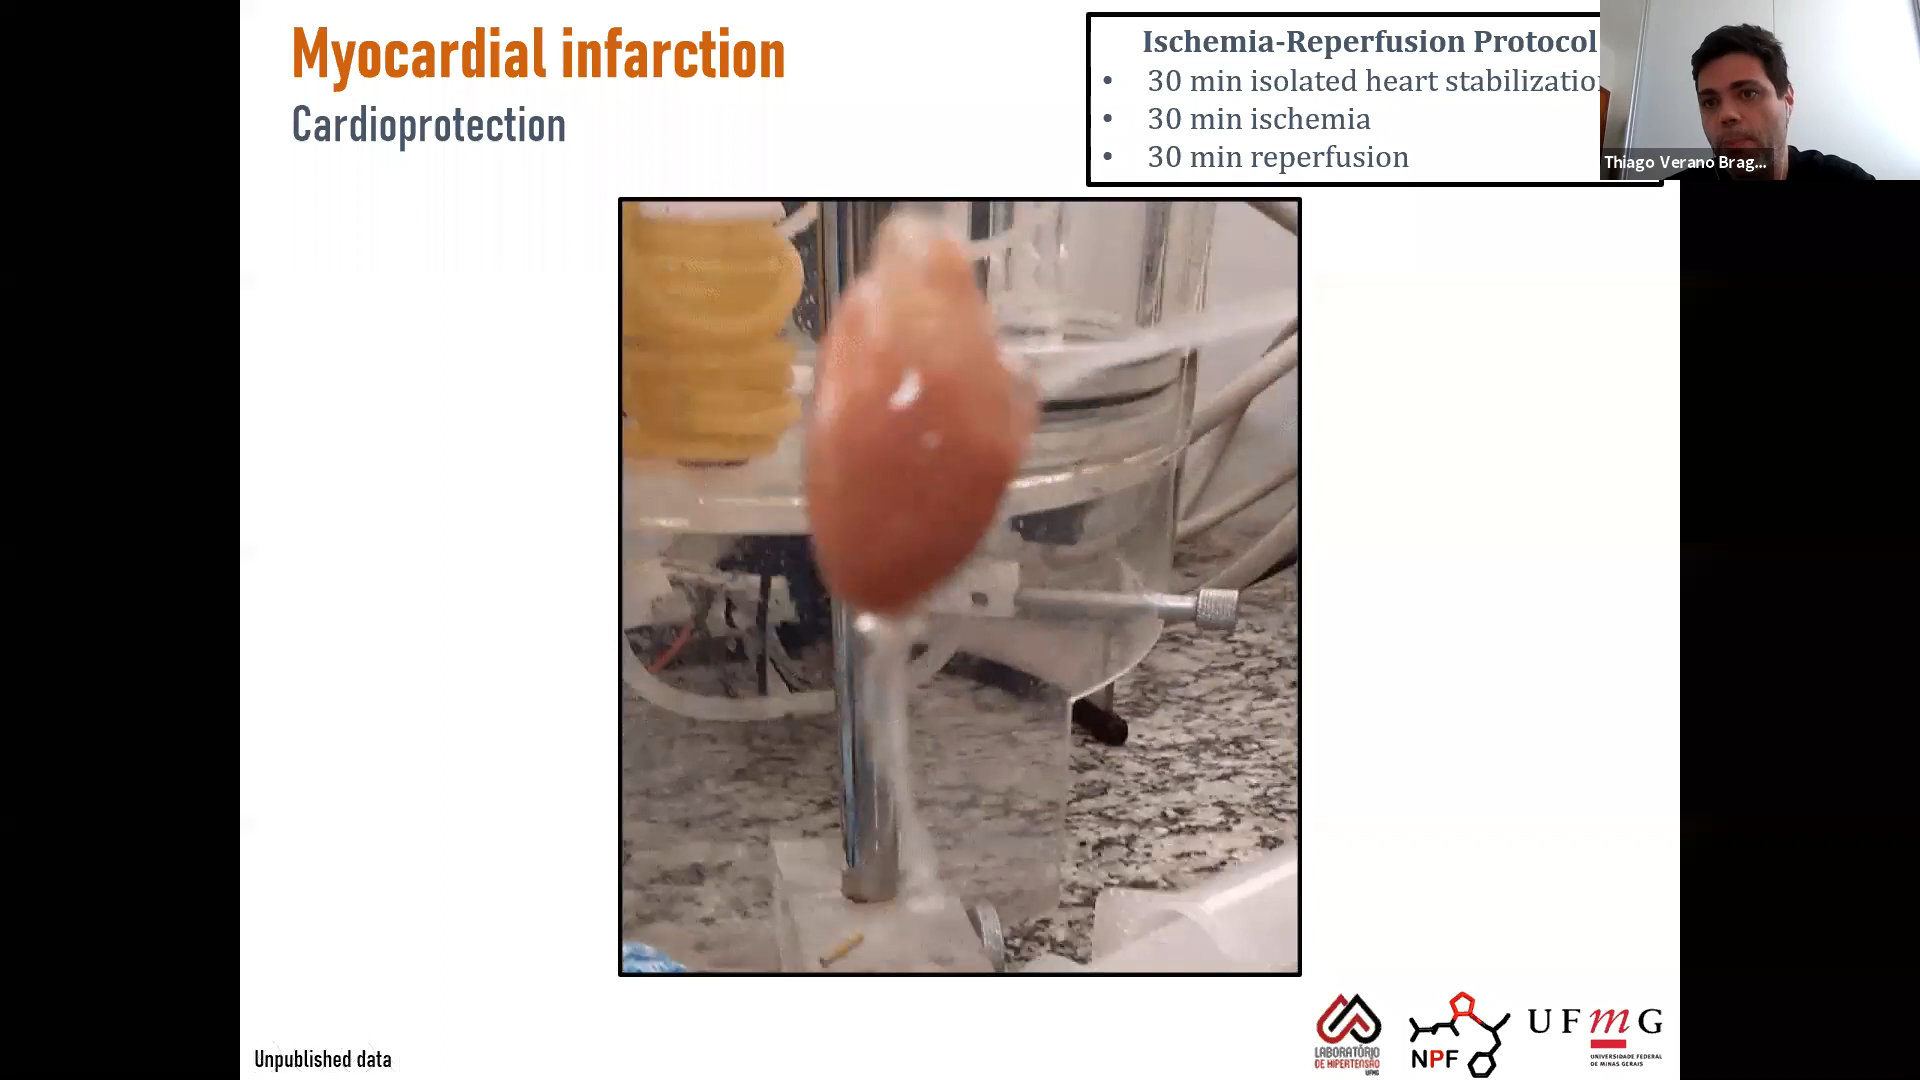 Myocardial infarction
Cardioprotection
Ischemia-Reperfusion Protocol
• 30 min isolated heart stabilizatio
• 30 min ischemia
• 30 min reperfusion
Thiago Verano Brag...
Unpublished data
LABORATÓRIO
DE HIPERTENSÃO
UFMG
NPF
UFmG
UNIVERSIDADE FEDERAL
DE MINAS GERAIS